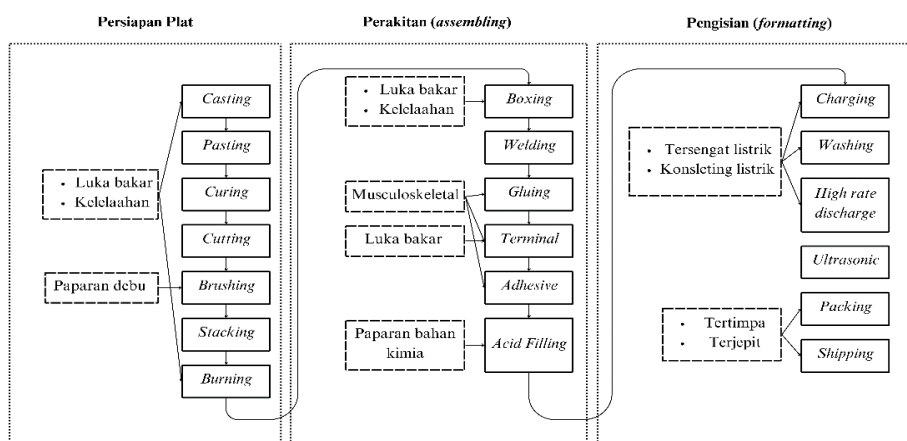 Persiapan Plat
Casting
Pasting
Curing
Cutting
Brushing
Stacking
Burning
• Luka bakar
• Kelelaahan
Paparan debu
Perakitan (assembling)
• Luka bakar
• Kelelaahan
Boxing
Welding
Gluing
Terminal
Adhesive
Acid Filling
Musculoskeletal
Luka bakar
Paparan bahan
kimia
Pengisian (formatting)
Charging
Washing
High rate
discharge
Ultrasonic
Packing
Shipping
• Tersengat listrik
• Konsleting listrik
• Tertimpa
• Terjepit